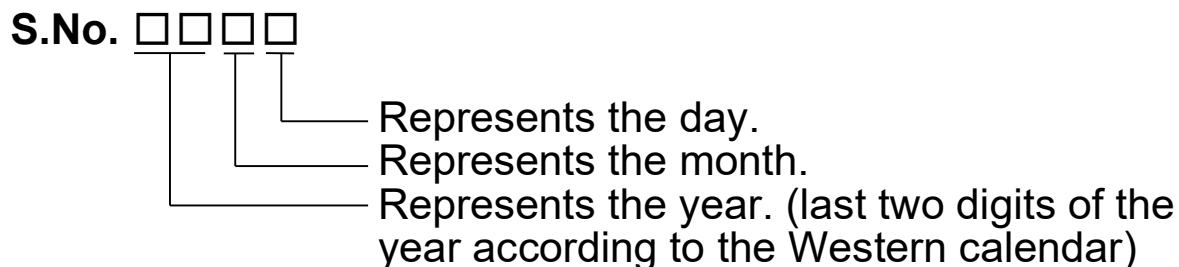 S.No. □□□□
Represents the day.
Represents the month.
Represents the year. (last two digits of the
year according to the Western calendar)